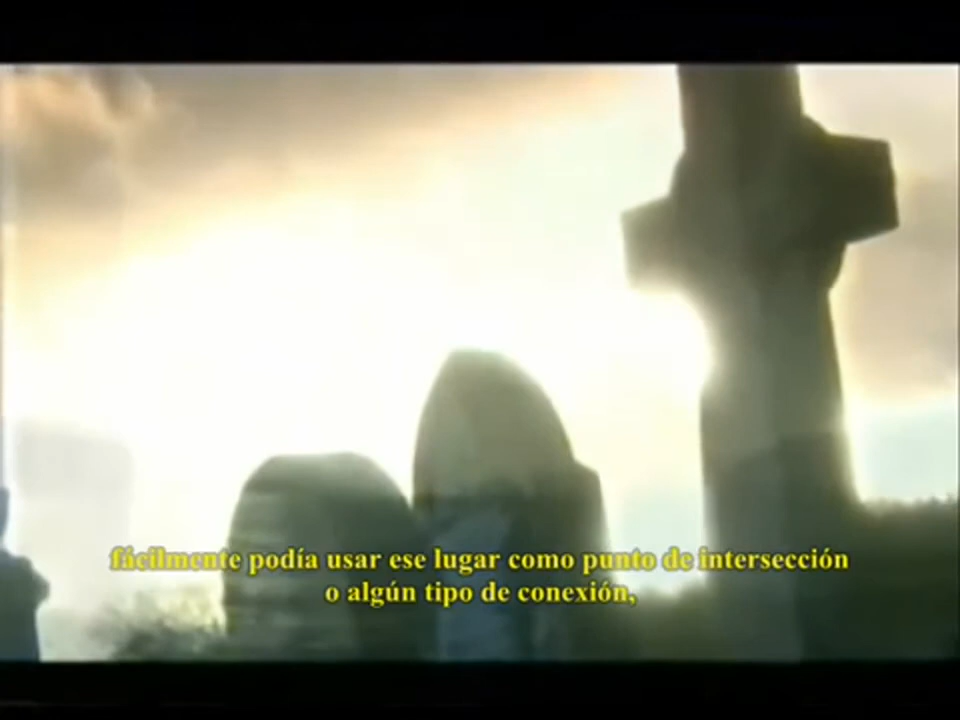 fácilmente podía usar ese lugar como punto de intersección
o algún tipo de conexión,